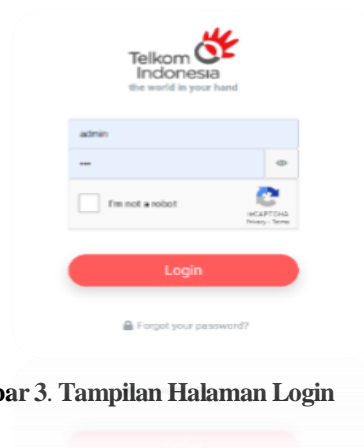 Telkom
Indonesia
the world in your hand
admin
•••
I'm not a robot
reCAPTCHA
Privacy - Terms
Login
Forgot your password?
bar 3. Tampilan Halaman Login